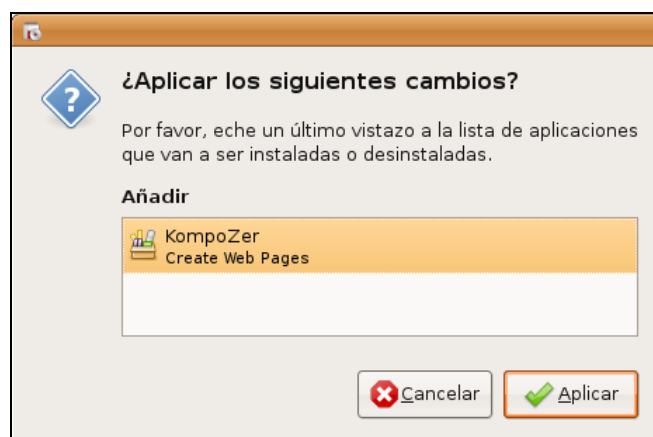 ¿Aplicar los siguientes cambios?
Por favor, eche un último vistazo a la lista de aplicaciones
que van a ser instaladas o desinstaladas.
Añadir
KompoZer
Create Web Pages
Cancelar
Aplicar